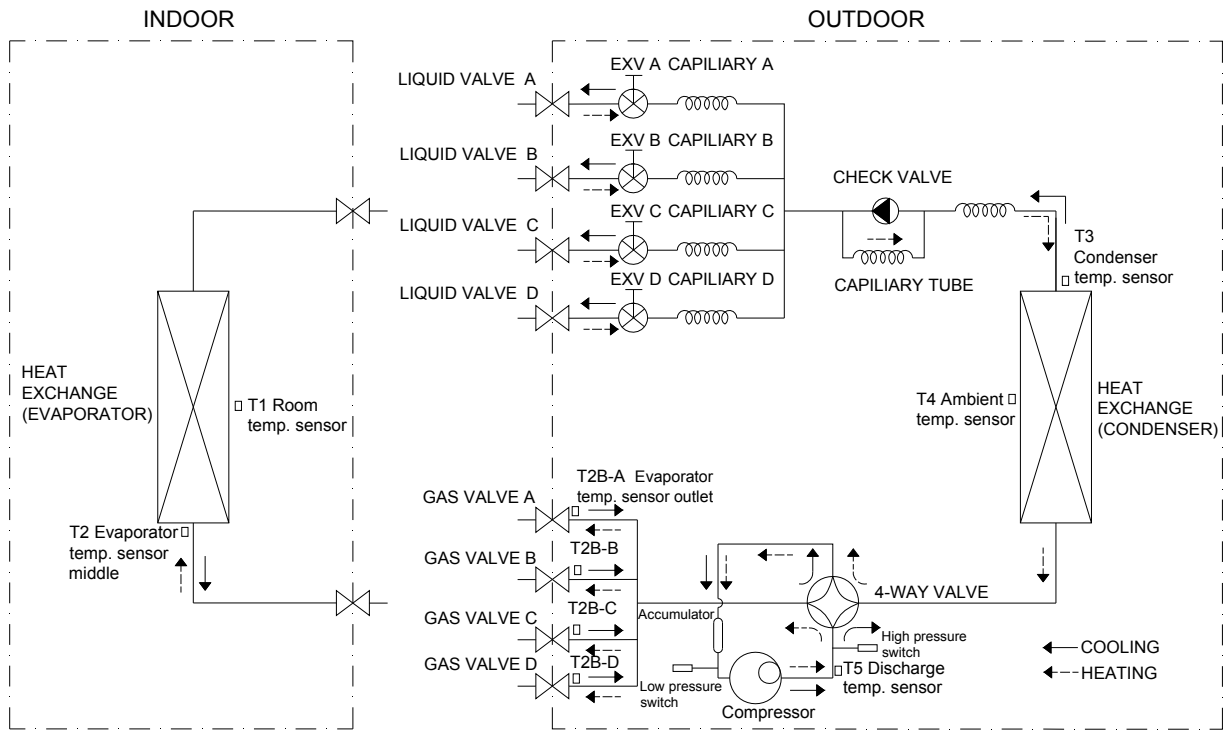 INDOOR
OUTDOOR
LIQUID VALVE A
EXV A CAPILIARY A
LIQUID VALVE B
EXV B CAPILIARY B
LIQUID VALVE C
EXV C CAPILIARY C
LIQUID VALVE D
EXV D CAPILIARY D
CHECK VALVE
CAPILIARY TUBE
T3
Condenser
temp. sensor
HEAT
EXCHANGE
(EVAPORATOR)
T1 Room
temp. sensor
T4 Ambient
temp. sensor
HEAT
EXCHANGE
(CONDENSER)
T2 Evaporator
temp. sensor
middle
GAS VALVE A
T2B-A Evaporator
temp. sensor outlet
GAS VALVE B
T2B-B
GAS VALVE C
T2B-C
GAS VALVE D
T2B-D
Accumulator
4-WAY VALVE
High pressure
switch
Low pressure
switch
T5 Discharge
temp. sensor
Compressor
COOLING
HEATING